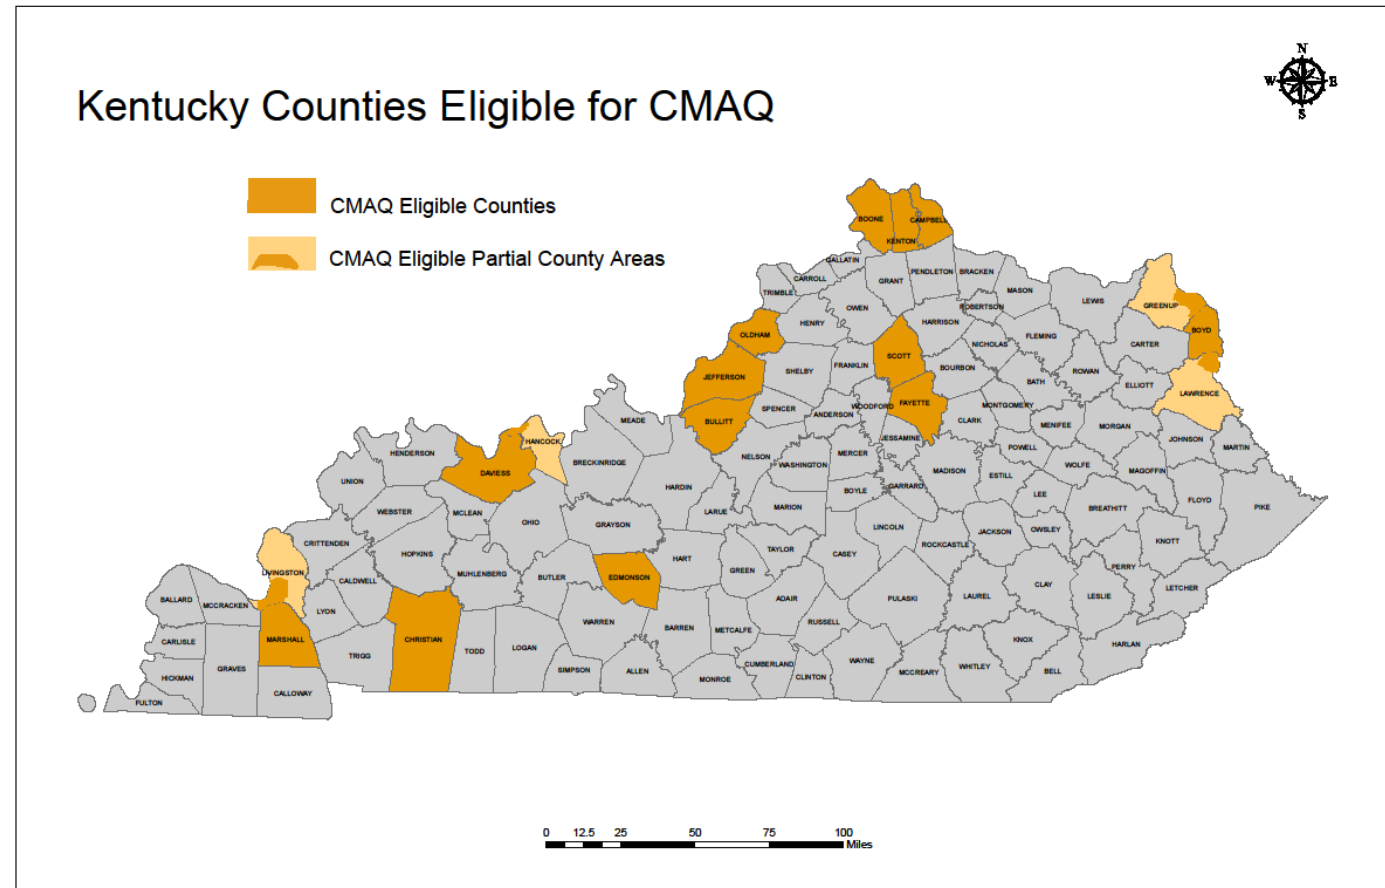 N
W E
S
Kentucky Counties Eligible for CMAQ
CMAQ Eligible Counties
CMAQ Eligible Partial County Areas
BOONE
CAMPBELL
KENTON
GALLATIN
CARROLL
GRANT
PENDLETON
BRACKEN
TRIMBLE
MASON
LEWIS
GREENUP
OWEN
ROBERTSON
HENRY
HARRISON
BOYD
OLDHAM
FLEMING
NICHOLAS
CARTER
SCOTT
SHELBY
FRANKLIN
BOURBON
ROWAN
JEFFERSON
BATH
ELLIOTT
LAWRENCE
FAYETTE
WOODFORD
MONTGOMERY
SPENCER
ANDERSON
BULLITT
MEADE
CLARK
MENIFEE
MORGAN
HANCOCK
JESSAMINE
JOHNSON
MARTIN
POWELL
HENDERSON
NELSON
MERCER
BRECKINRIDGE
WASHINGTON
WOLFE
DAVIESS
MADISON
MAGOFFIN
ESTILL
UNION
HARDIN
GARRARD
BOYLE
LEE
FLOYD
PIKE
WEBSTER
MCLEAN
LARUE
MARION
BREATHITT
OHIO
GRAYSON
LINCOLN
JACKSON
OWSLEY
CRITTENDEN
KNOTT
ROCKCASTLE
HOPKINS
TAYLOR
CASEY
HART
PERRY
LIVINGSTON
MUHLENBERG
BUTLER
EDMONSON
GREEN
CALDWELL
CLAY
LETCHER
BALLARD
MCCRACKEN
ADAIR
PULASKI
LAUREL
LESLIE
LYON
WARREN
RUSSELL
BARREN
METCALFE
CARLISLE
MARSHALL
CHRISTIAN
KNOX
HARLAN
TODD
LOGAN
TRIGG
WAYNE
CUMBERLAND
WHITLEY
GRAVES
SIMPSON
ALLEN
MCCREARY
BELL
HICKMAN
MONROE
CLINTON
CALLOWAY
FULTON
0 12.5 25 50 75 100
Miles